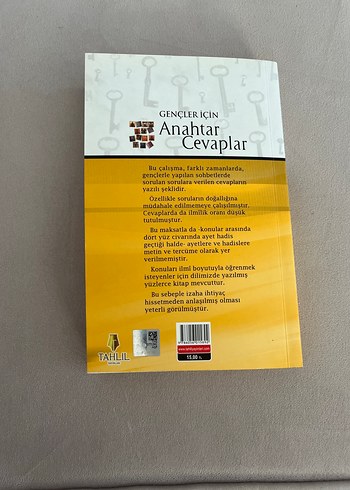 GENÇLER İÇİN
Anahtar
Cevaplar
Bu çalışma, farklı zamanlarda,
gençlerle yapılan sohbetlerde
sorulan sorulara verilen cevapların
yazılı şeklidir.
Özellikle soruların doğallığına
müdahale edilmemeye çalışılmıştır.
Cevaplarda da ilmîlik oranı düşük
tutulmuştur.
Bu maksatla da -konular arasında
dört yüz civarında ayet hadis
geçtiği halde- ayetlere ve hadislere
metin ve tercüme olarak yer
verilmemiştir.
Konuları ilmî boyutuyla öğrenmek
isteyenler için dilimizde yazılmış
yüzlerce kitap mevcuttur.
Bu sebeple izaha ihtiyaç
hissetmeden anlaşılmış olması
yeterli görülmüştür.
TAHLİL
15.00 TL